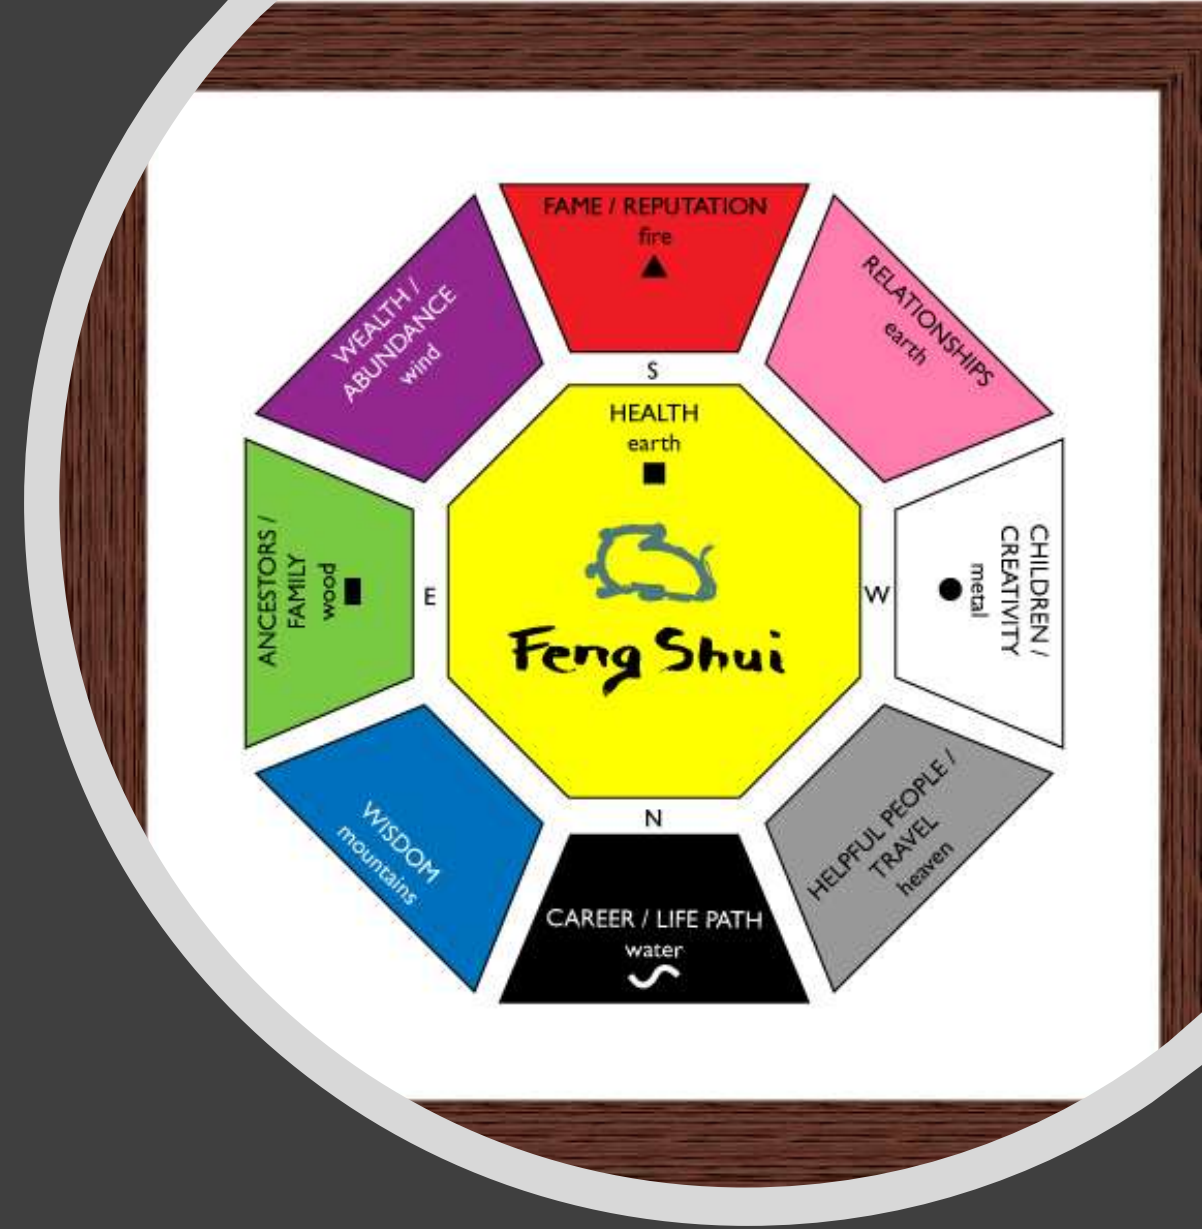 FAME / REPUTATION
fire
WEALTH /
ABUNDANCE
wind
RELATIONSHIPS
earth
S
HEALTH
earth
ANCESTORS /
FAMILY
wood
E
Feng Shui
W
CHILDREN /
CREATIVITY
metal
WISDOM
mountains
N
HELPFUL PEOPLE /
TRAVEL
heaven
CAREER / LIFE PATH
water